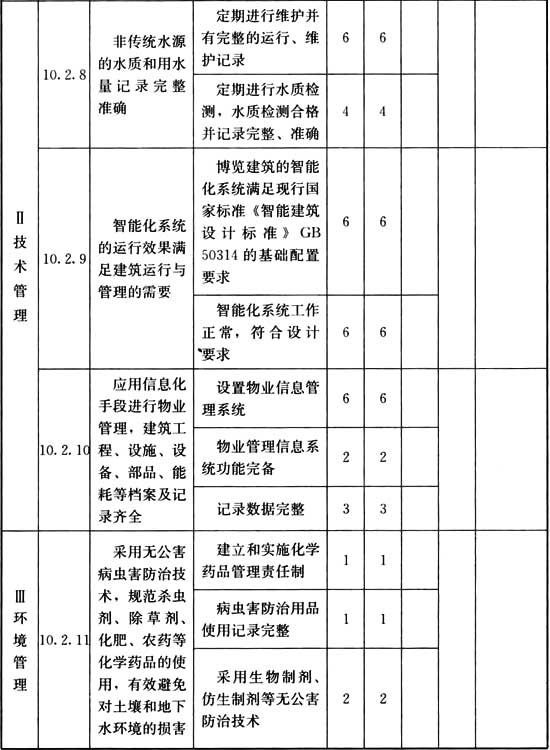 Ⅱ
技
术
管
理
10.2.8
非传统水源
的水质和用水
量记录完整
准确
定期进行维护并
有完整的运行、维
护记录
6 6
定期进行水质检
测，水质检测合格
并记录完整、准确
4 4
10.2.9
智能化系统
的运行效果满
足建筑运行与
管理的需要
博览建筑的智能
化系统满足现行国
家标准《智能建筑
设计标准》GB
50314的基础配置
要求
6 6
智能化系统工作
正常，符合设计
要求
6 6
10.2.10
应用信息化
手段进行物业
管理，建筑工
程、设施、设
备、部品、能
耗等档案及记
录齐全
设置物业信息管
理系统
6 6
物业管理信息系
统功能完备
2 2
记录数据完整
3 3
Ⅲ
环
境
管
理
10.2.11
采用无公害
病虫害防治技
术，规范杀虫
剂、除草剂、
化肥、农药等
化学药品的使
用，有效避免
对土壤和地下
水环境的损害
建立和实施化学
药品管理责任制
1 1
病虫害防治用品
使用记录完整
1 1
采用生物制剂、
仿生制剂等无公害
防治技术
2 2